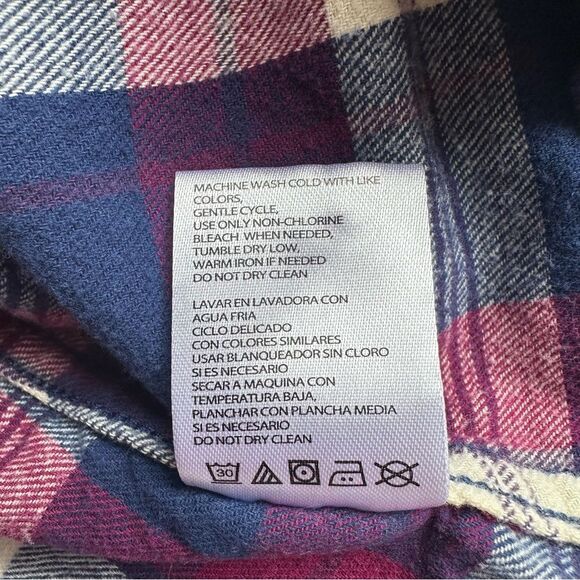 MACHINE WASH COLD WITH LIKE
COLORS,
GENTLE CYCLE,
USE ONLY NON-CHLORINE
BLEACH WHEN NEEDED,
TUMBLE DRY LOW,
WARM IRON IF NEEDED
DO NOT DRY CLEAN
LAVAR EN LAVADORA CON
AGUA FRIA
CICLO DELICADO
CON COLORES SIMILARES
USAR BLANQUEADOR SIN CLORO
SI ES NECESARIO
SECAR A MAQUINA CON
TEMPERATURA BAJA,
PLANCHAR CON PLANCHA MEDIA
SI ES NECESARIO
DO NOT DRY CLEAN
30